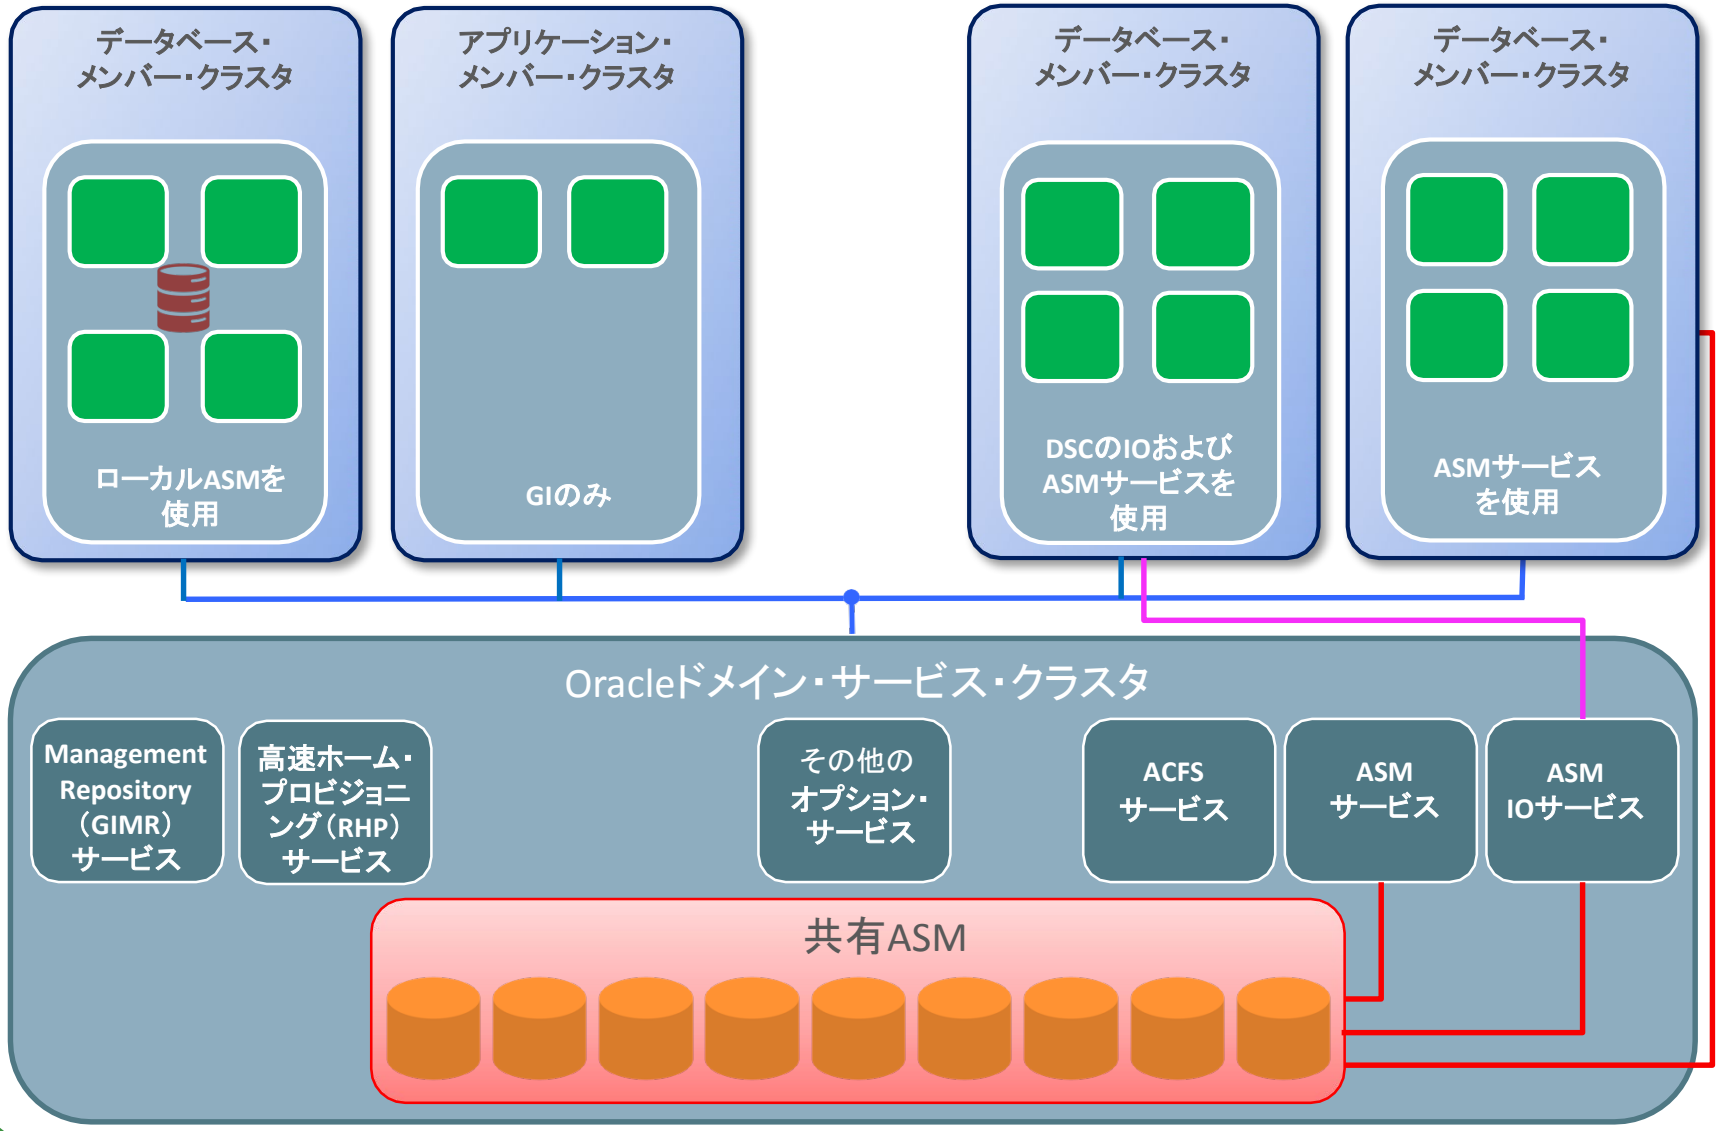 データベース・
メンバー・クラスタ
ローカルASMを
使用
アプリケーション・
メンバー・クラスタ
GIのみ
データベース・
メンバー・クラスタ
DSCのIOおよび
ASMサービスを
使用
データベース・
メンバー・クラスタ
ASMサービス
を使用
Oracleドメイン・サービス・クラスタ
Management
Repository
（GIMR）
サービス
高速ホーム・
プロビジョニ
ング（RHP）
サービス
その他の
オプション・
サービス
ACFS
サービス
ASM
サービス
ASM
IOサービス
共有ASM